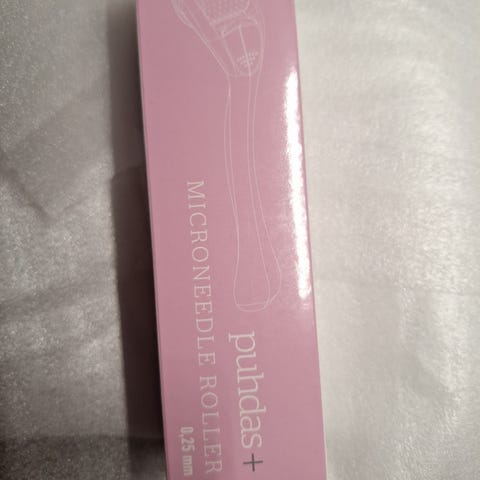 puhdas+
MICRONEEDLE ROLLER
0,25 mm